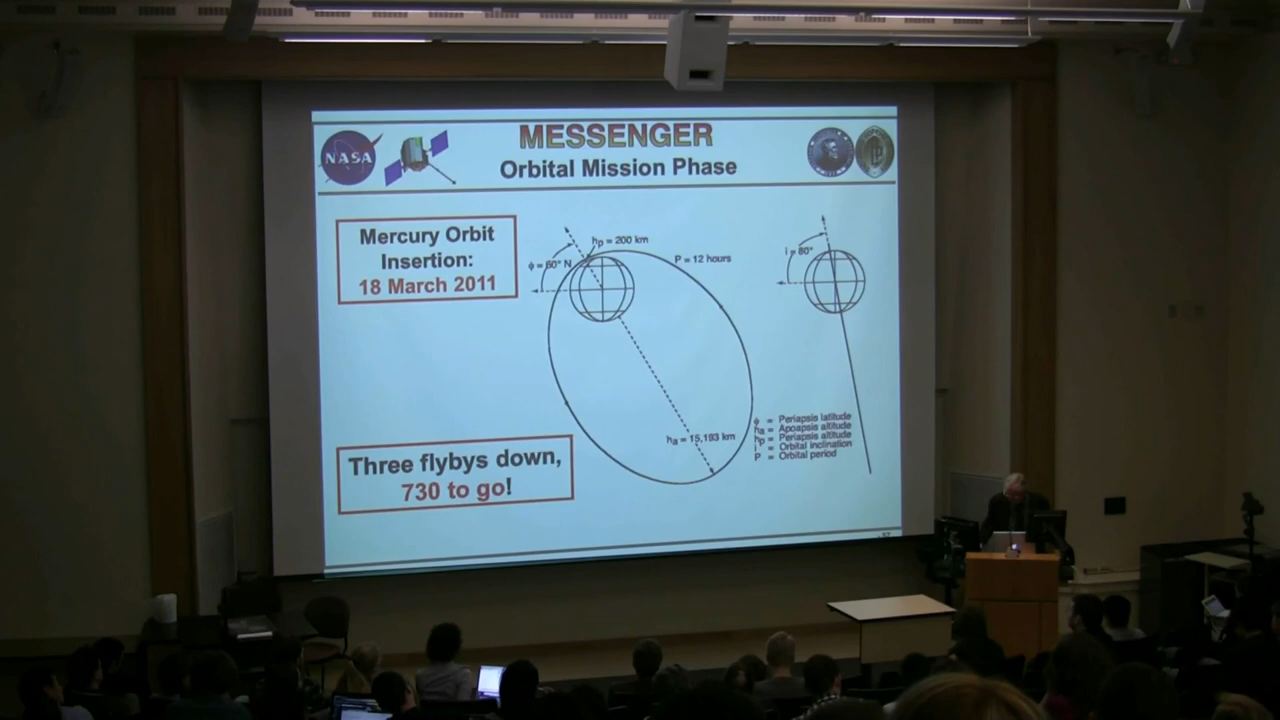 MESSENGER
Orbital Mission Phase
NASA
Mercury Orbit
Insertion:
18 March 2011
hp = 200 km
P = 12 hours
ϕ = 60° N
i = 80°
ha = 15,193 km
ϕ = Periapsis latitude
ha = Apoapsis altitude
hp = Periapsis altitude
i = Orbital inclination
P = Orbital period
Three flybys down,
730 to go!